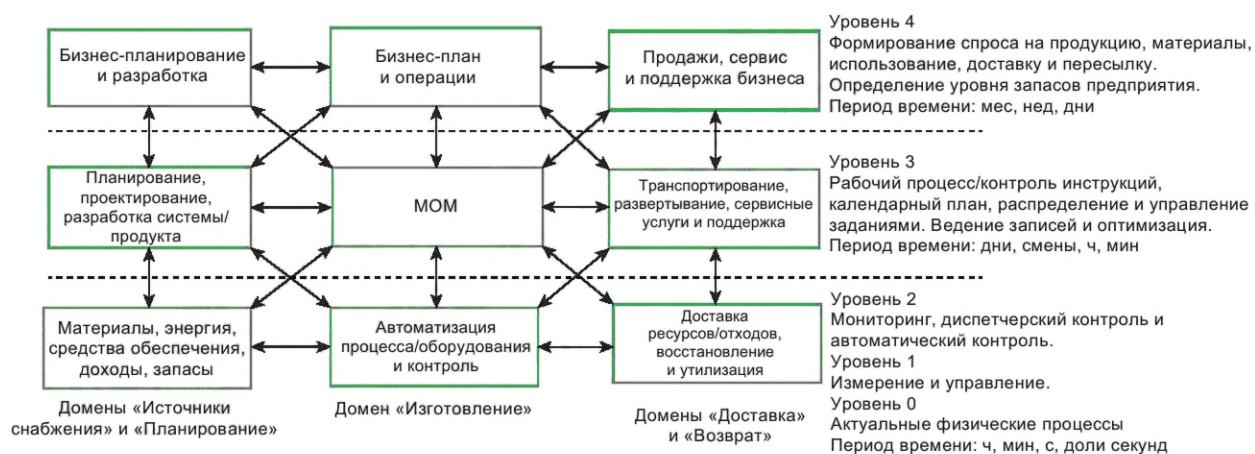 Бизнес-планирование
и разработка
Бизнес-план
и операции
Продажи, сервис
и поддержка бизнеса
Уровень 4
Формирование спроса на продукцию, материалы,
использование, доставку и пересылку.
Определение уровня запасов предприятия.
Период времени: мес, нед, дни
Планирование,
проектирование,
разработка системы/
продукта
МОМ
Транспортирование,
развертывание, сервисные
услуги и поддержка
Уровень 3
Рабочий процесс/контроль инструкций,
календарный план, распределение и управление
заданиями. Ведение записей и оптимизация.
Период времени: дни, смены, ч, мин
Материалы, энергия,
средства обеспечения,
доходы, запасы
Автоматизация
процесса/оборудования
и контроль
Доставка
ресурсов/отходов,
восстановление
и утилизация
Уровень 2
Мониторинг, диспетчерский контроль и
автоматический контроль.
Уровень 1
Измерение и управление.
Уровень 0
Актуальные физические процессы
Период времени: ч, мин, с, доли секунд
Домены «Источники
снабжения» и «Планирование»
Домен «Изготовление»
Домены «Доставка»
и «Возврат»